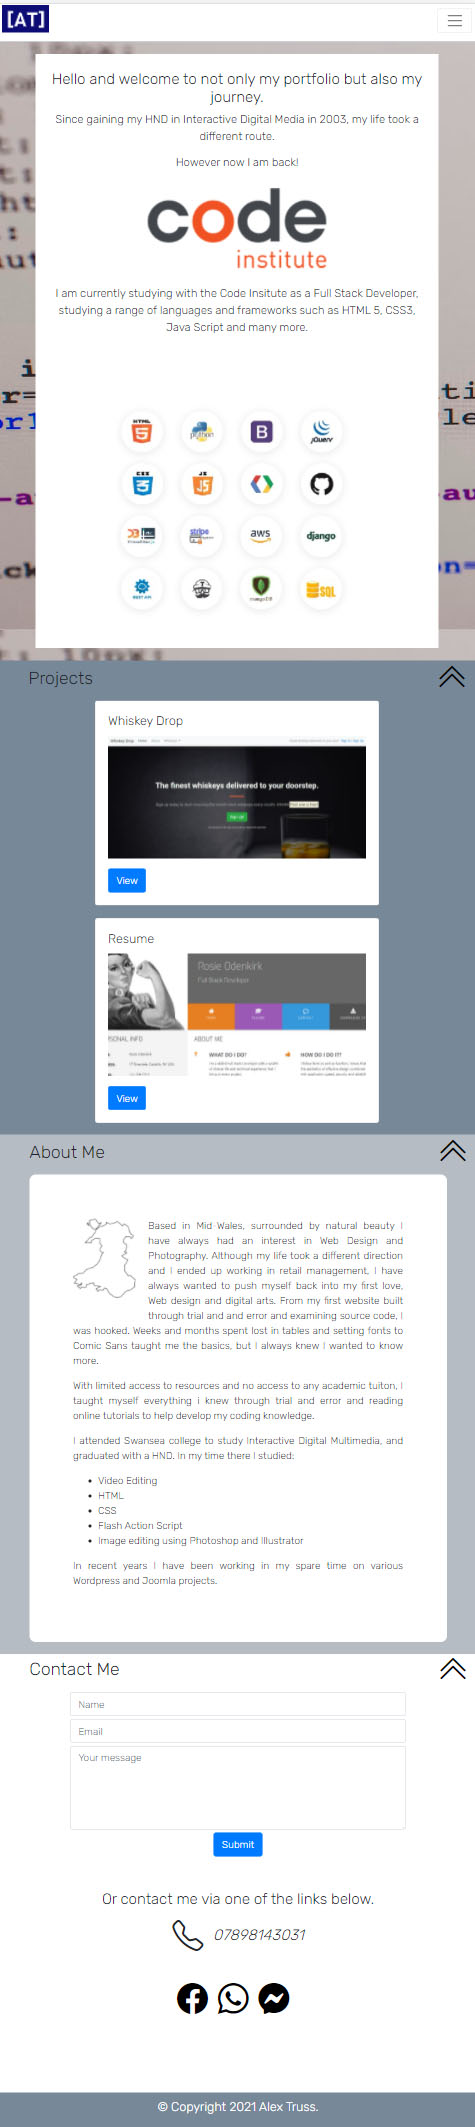 [AT]
Hello and welcome to not only my portfolio but also my
journey.
Since gaining my HND in Interactive Digital Media in 2003, my life took a
different route.
However now I am back!
code
institute
I am currently studying with the Code Insitute as a Full Stack Developer,
studying a range of languages and frameworks such as HTML 5, CSS3,
Java Script and many more.
HTML 5 python B jQuery
CSS 3 JS 5
stripe aws django
REST API mongoDB SQL
Projects
Whiskey Drop
Whiskey Drop Home
The finest whiskeys delivered to your doorstep.
Sign up
View
Resume
Rosie Odenkirk
Full Stack Developer
SONAL INFO
ABOUT ME
WHAT DO I DO?
HOW DO I DO IT?
View
About Me
Based in Mid Wales, surrounded by natural beauty I
have always had an interest in Web Design and
Photography. Although my life took a different direction
and I ended up working in retail management, I have
always wanted to push myself back into my first love,
Web design and digital arts. From my first website built
through trial and and error and examining source code, I
was hooked. Weeks and months spent lost in tables and setting fonts to
Comic Sans taught me the basics, but I always knew I wanted to know
more.
With limited access to resources and no access to any academic tuiton, I
taught myself everything i knew through trial and error and reading
online tutorials to help develop my coding knowledge.
I attended Swansea college to study Interactive Digital Multimedia, and
graduated with a HND. In my time there I studied:
• Video Editing
• HTML
• CSS
• Flash Action Script
• Image editing using Photoshop and Illustrator
In recent years I have been working in my spare time on various
Wordpress and Joomla projects.
Contact Me
Name
Email
Your message
Submit
Or contact me via one of the links below.
07898143031
© Copyright 2021 Alex Truss.